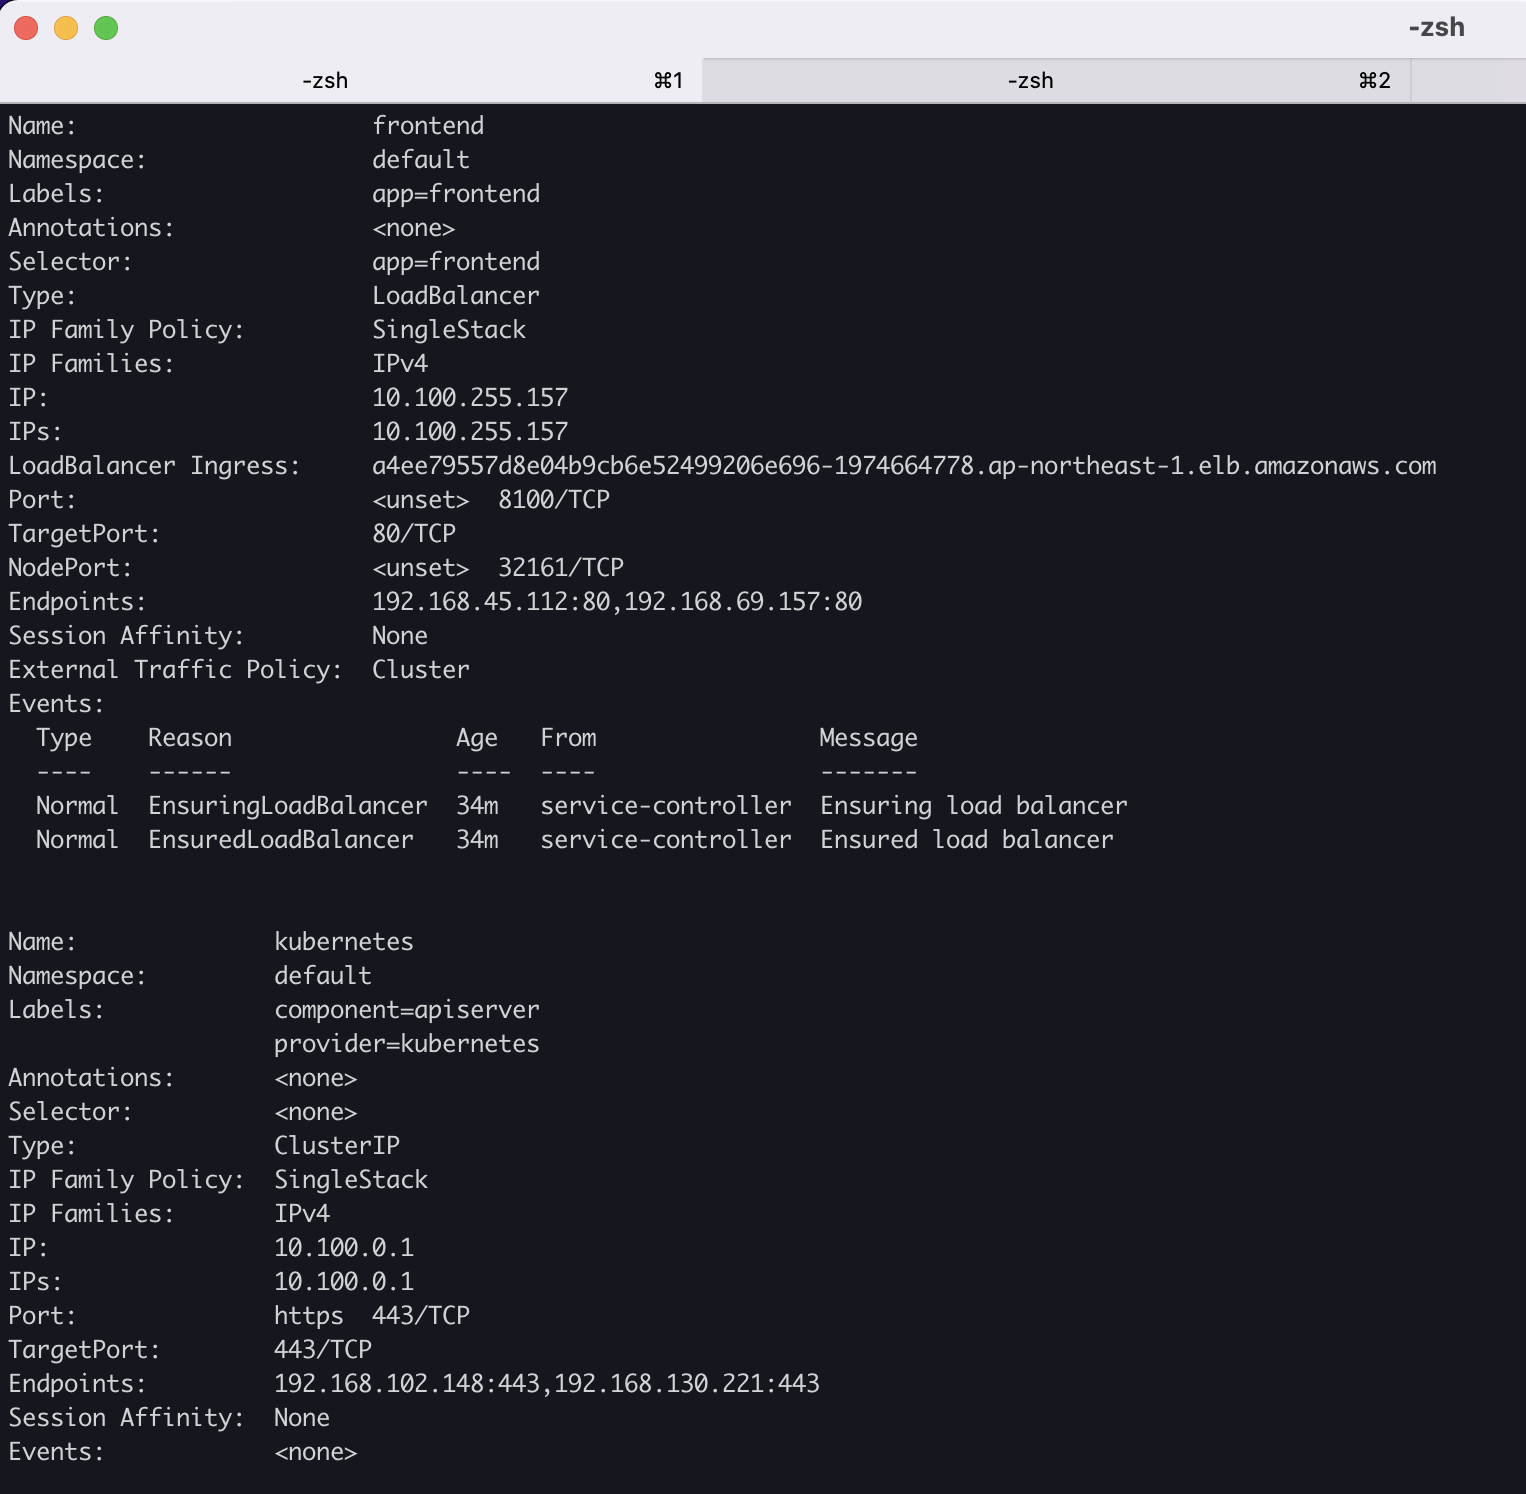 -zsh
-zsh ⌘1 -zsh ⌘2
Name: frontend
Namespace: default
Labels: app=frontend
Annotations: <none>
Selector: app=frontend
Type: LoadBalancer
IP Family Policy: SingleStack
IP Families: IPv4
IP: 10.100.255.157
IPs: 10.100.255.157
LoadBalancer Ingress: a4ee79557d8e04b9cb6e52499206e696-1974664778.ap-northeast-1.elb.amazonaws.com
Port: <unset> 8100/TCP
TargetPort: 80/TCP
NodePort: <unset> 32161/TCP
Endpoints: 192.168.45.112:80,192.168.69.157:80
Session Affinity: None
External Traffic Policy: Cluster
Events:
Type Reason Age From Message
---- ------ ---- ---- -------
Normal EnsuringLoadBalancer 34m service-controller Ensuring load balancer
Normal EnsuredLoadBalancer 34m service-controller Ensured load balancer
Name: kubernetes
Namespace: default
Labels: component=apiserver
provider=kubernetes
Annotations: <none>
Selector: <none>
Type: ClusterIP
IP Family Policy: SingleStack
IP Families: IPv4
IP: 10.100.0.1
IPs: 10.100.0.1
Port: https 443/TCP
TargetPort: 443/TCP
Endpoints: 192.168.102.148:443,192.168.130.221:443
Session Affinity: None
Events: <none>